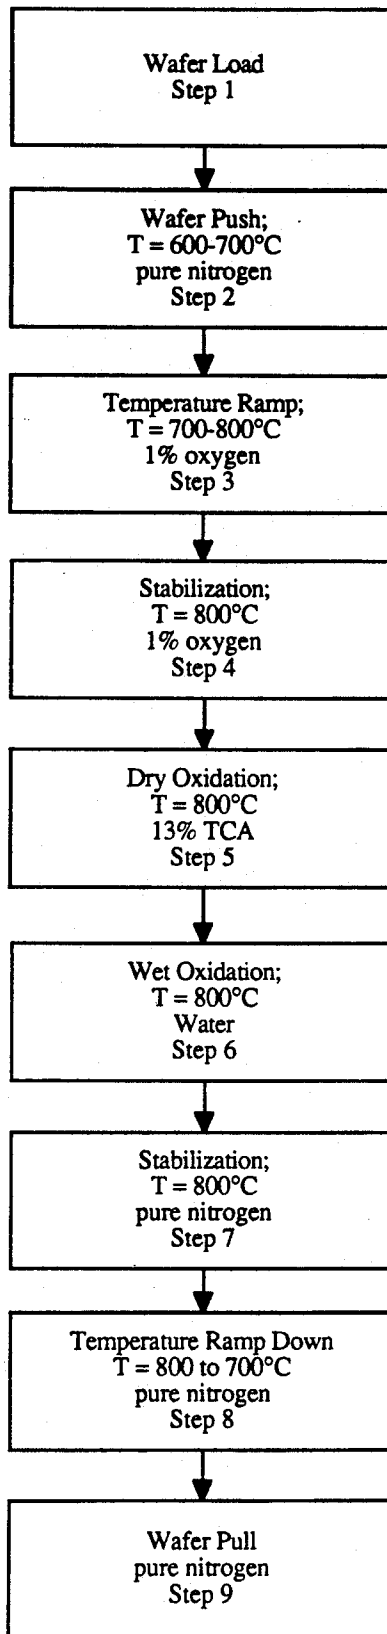 Wafer Load
Step 1
Wafer Push;
T = 600-700°C
pure nitrogen
Step 2
Temperature Ramp;
T = 700-800°C
1% oxygen
Step 3
Stabilization;
T = 800°C
1% oxygen
Step 4
Dry Oxidation;
T = 800°C
13% TCA
Step 5
Wet Oxidation;
T = 800°C
Water
Step 6
Stabilization;
T = 800°C
pure nitrogen
Step 7
Temperature Ramp Down
T = 800 to 700°C
pure nitrogen
Step 8
Wafer Pull
pure nitrogen
Step 9